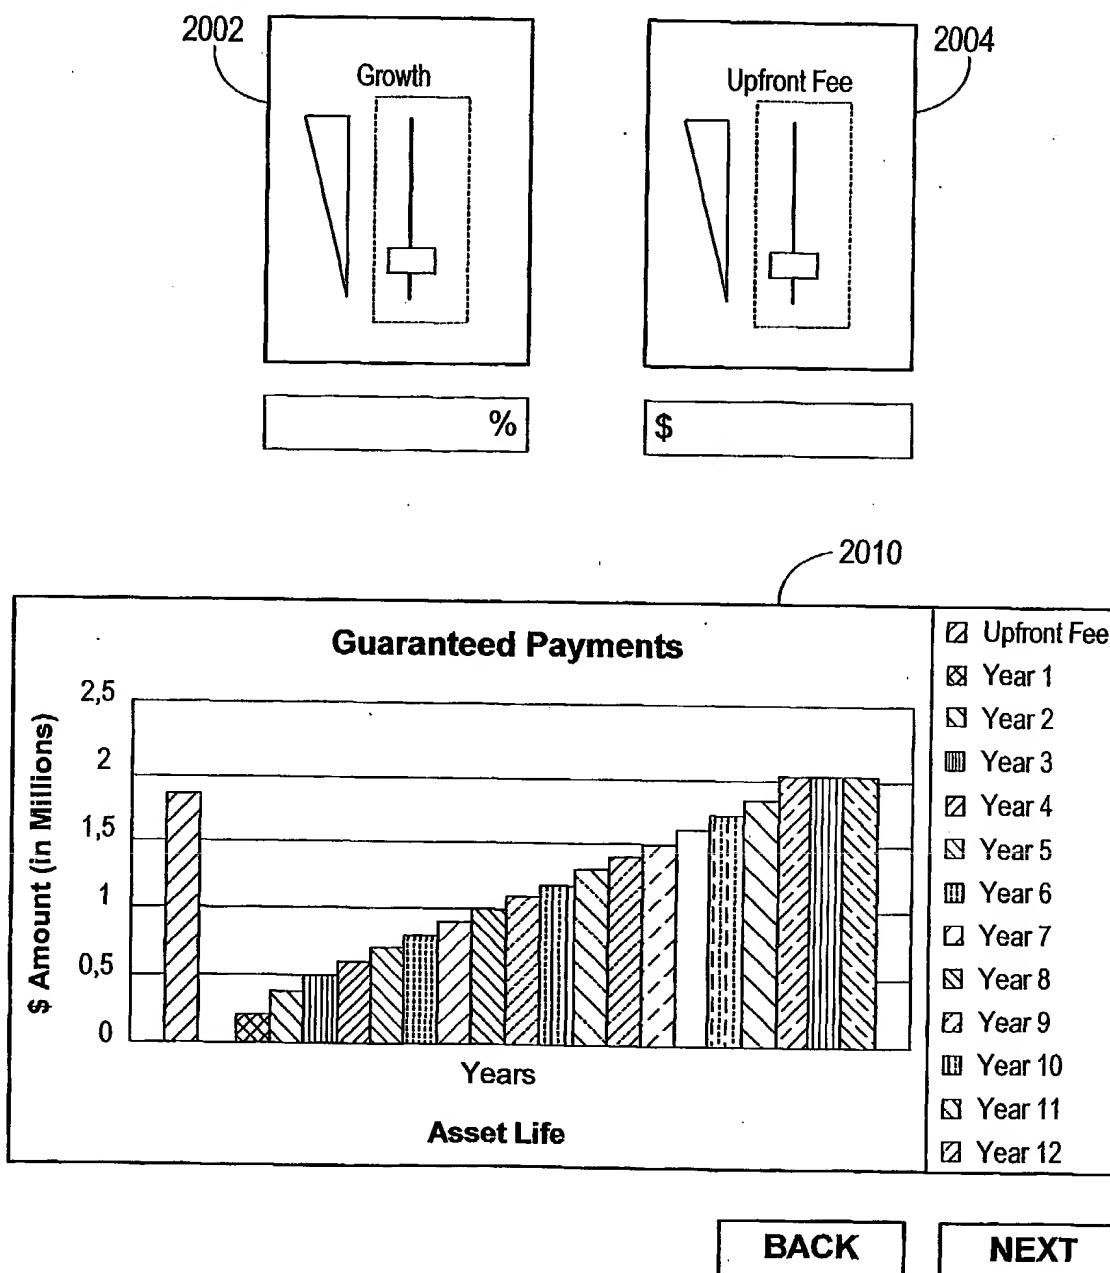 2002
2004
Growth
Upfront Fee
%
$
2010
Guaranteed Payments
$ Amount (in Millions)
2,5
2
1,5
1
0,5
0
Years
Asset Life
Upfront Fee
Year 1
Year 2
Year 3
Year 4
Year 5
Year 6
Year 7
Year 8
Year 9
Year 10
Year 11
Year 12
BACK
NEXT